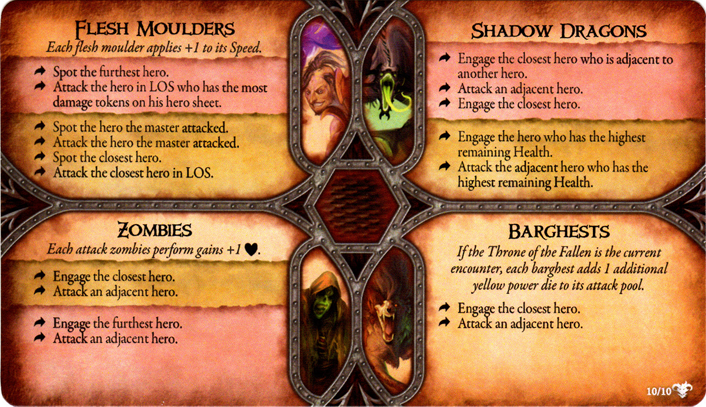 Flesh Moulders
Each flesh moulder applies +1 to its Speed.
Spot the furthest hero.
Attack the hero in LOS who has the most
damage tokens on his hero sheet.
Spot the hero the master attacked.
Attack the hero the master attacked.
Spot the closest hero.
Attack the closest hero in LOS.
Shadow Dragons
Engage the closest hero who is adjacent to
another hero.
Attack an adjacent hero.
Engage the closest hero.
Engage the hero who has the highest
remaining Health.
Attack the adjacent hero who has the
highest remaining Health.
Zombies
Each attack zombies perform gains +1 ♥.
Engage the closest hero.
Attack an adjacent hero.
Engage the furthest hero.
Attack an adjacent hero.
Barghests
If the Throne of the Fallen is the current
encounter, each barghest adds 1 additional
yellow power die to its attack pool.
Engage the closest hero.
Attack an adjacent hero.
10/10